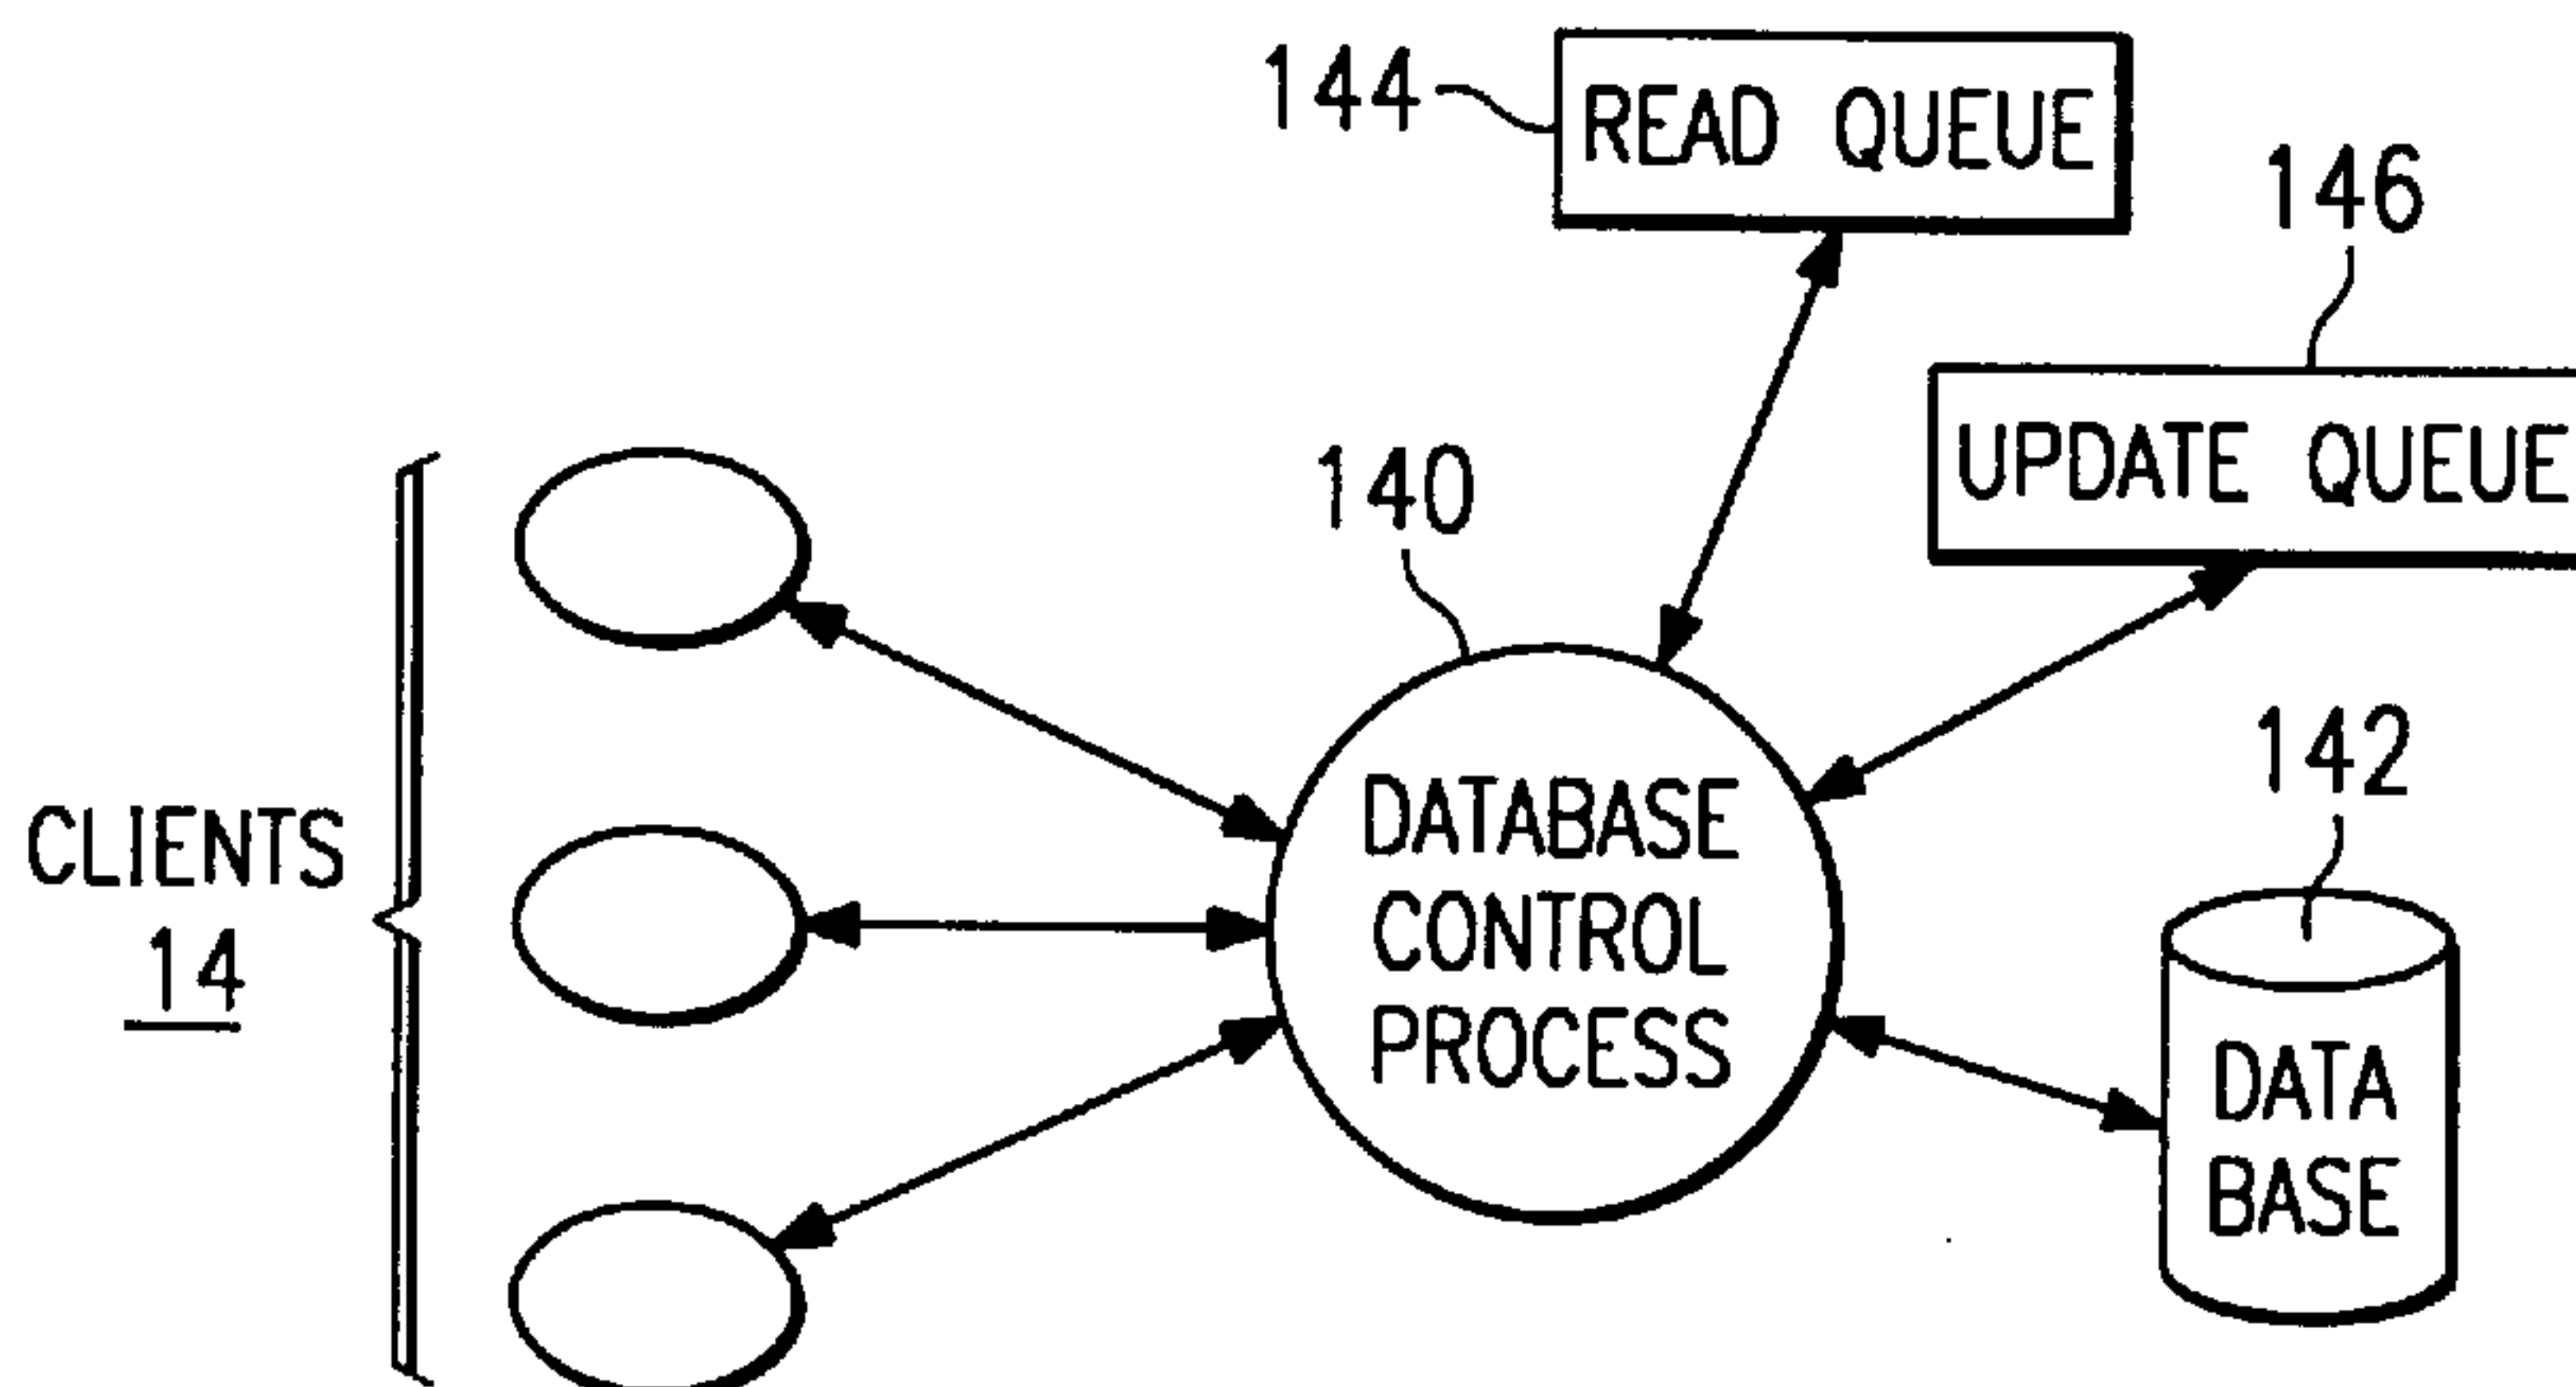 144
READ QUEUE
146
UPDATE QUEUE
140
142
CLIENTS
14
DATABASE
CONTROL
PROCESS
DATA
BASE